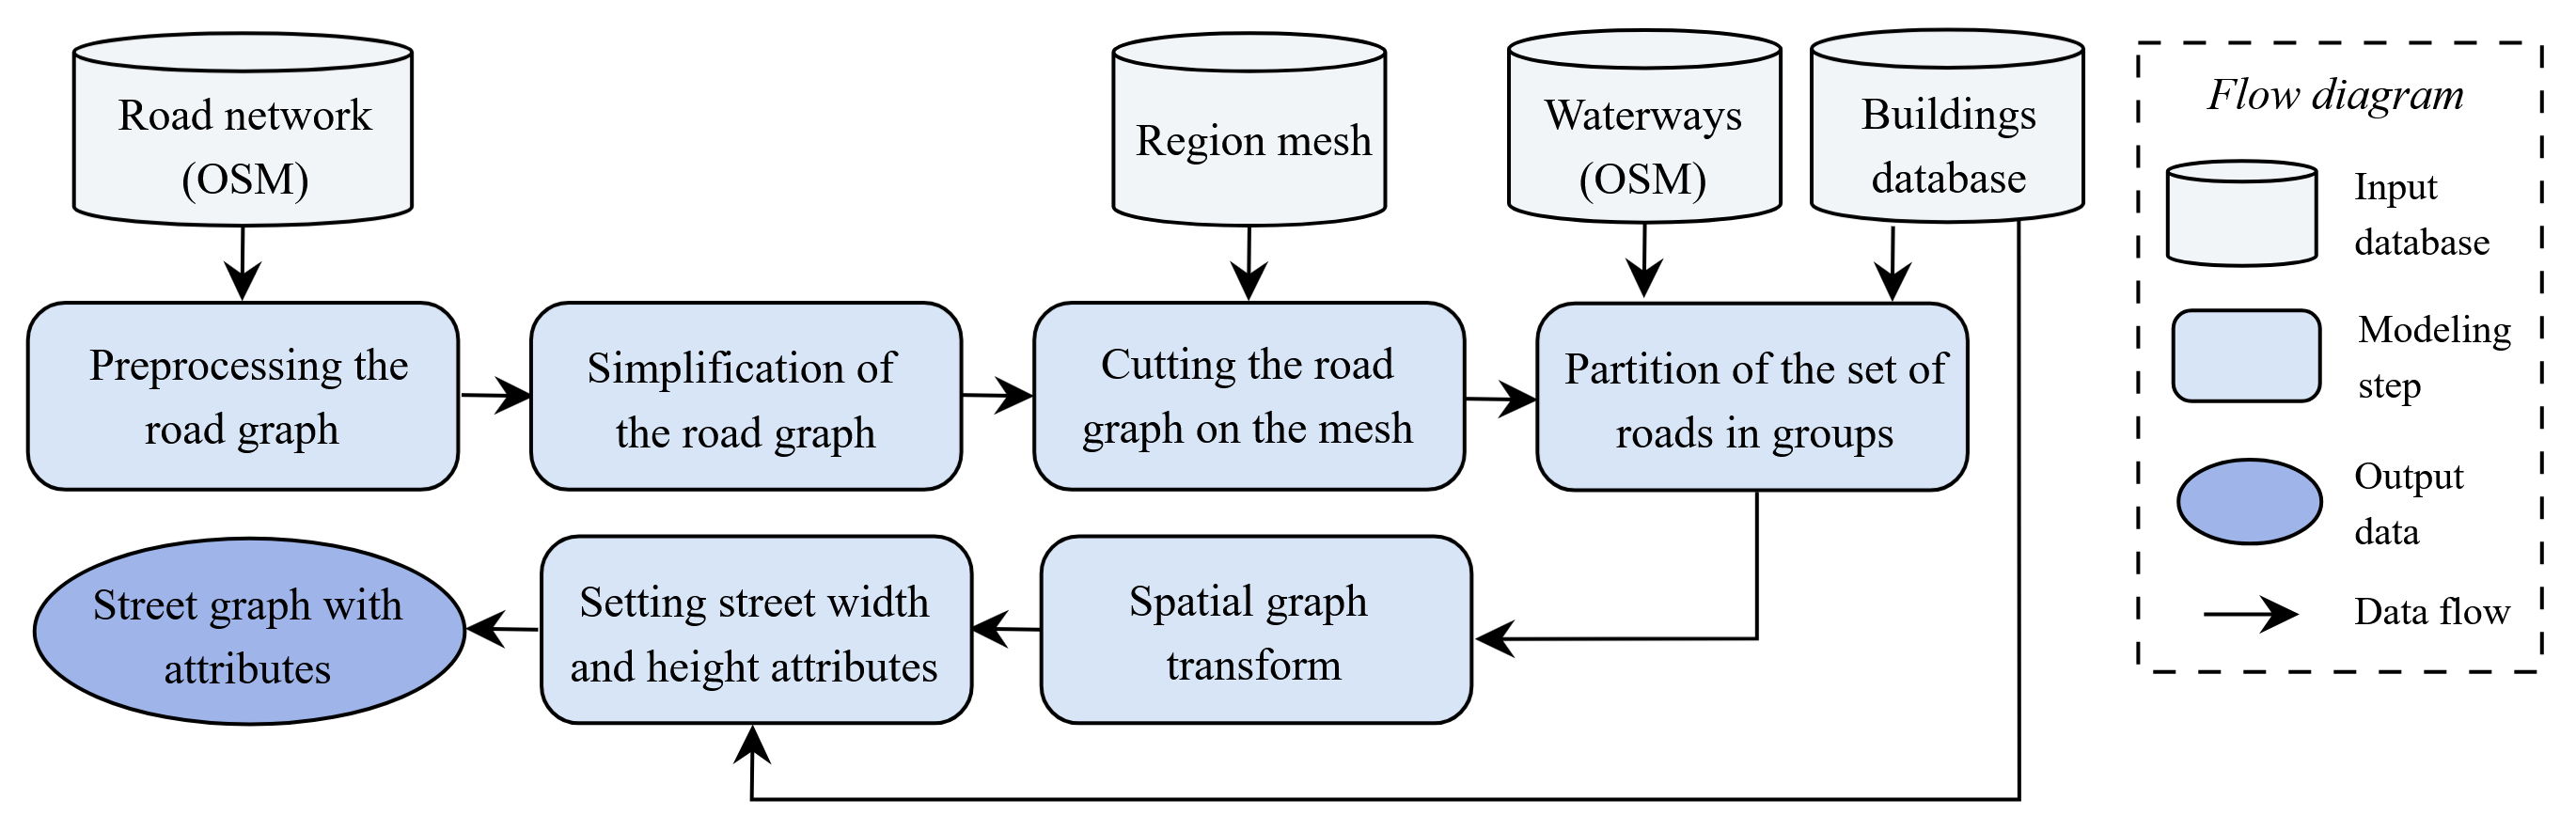 Road network
(OSM)
Region mesh
Waterways
(OSM)
Buildings
database
Preprocessing the
road graph
Simplification of
the road graph
Cutting the road
graph on the mesh
Partition of the set of
roads in groups
Street graph with
attributes
Setting street width
and height attributes
Spatial graph
transform
Flow diagram
Input
database
Modeling
step
Output
data
Data flow